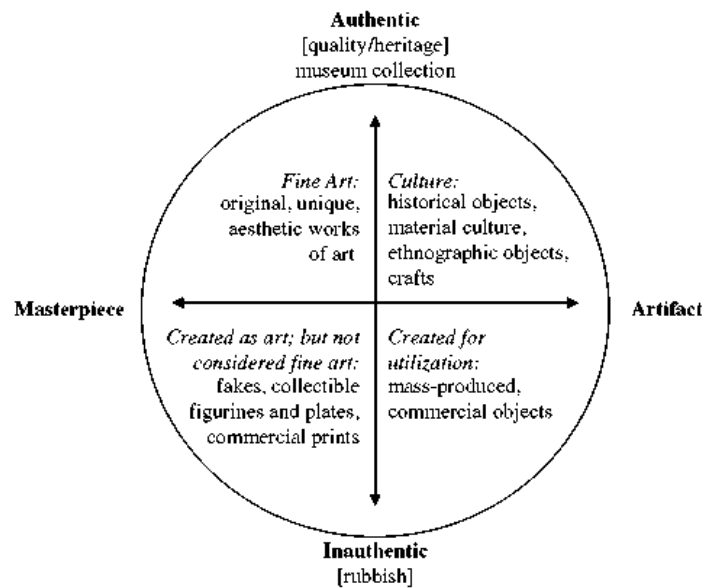 Authentic
[quality/heritage]
museum collection
Fine Art:
original, unique,
aesthetic works
of art
Culture:
historical objects,
material culture,
ethnographic objects,
crafts
Masterpiece
Artifact
Created as art; but not
considered fine art:
fakes, collectible
figurines and plates,
commercial prints
Created for
utilization:
mass-produced,
commercial objects
Inauthentic
[rubbish]